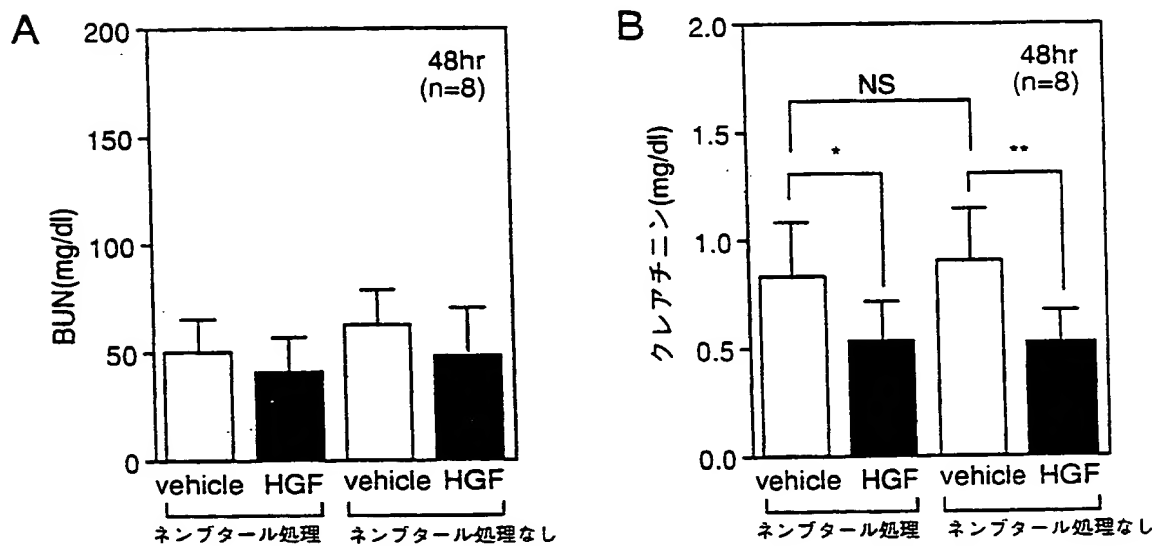 A
BUN(mg/dl)
200
150
100
50
0
48hr
(n=8)
vehicle HGF vehicle HGF
ネンブタール処理 ネンブタール処理なし
B
クレアチニン(mg/dl)
2.0
1.5
1.0
0.5
0.0
48hr
(n=8)
NS
* **
vehicle HGF vehicle HGF
ネンブタール処理 ネンブタール処理なし